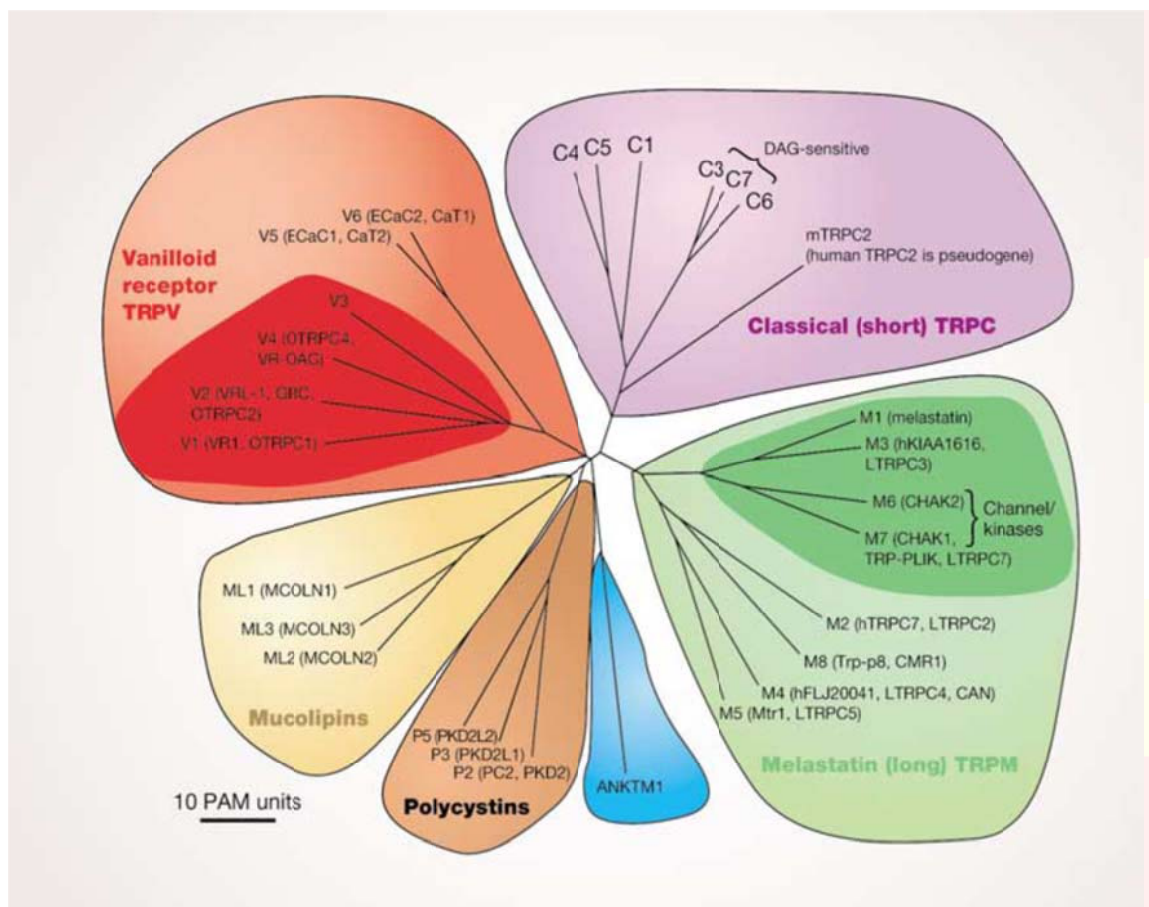 C4
C5
C1
C3
C7
C6
DAG-sensitive
mTRPC2
(human TRPC2 is pseudogene)
Classical (short) TRPC
V6 (ECaC2, CaT1)
V5 (ECaC1, CaT2)
Vanilloid
receptor
TRPV
V3
V4 (OTRPC4,
VR-OAC)
V2 (VRL-1, GRC,
OTRPC2)
V1 (VR1, OTRPC1)
M1 (melastatin)
M3 (hKIAA1616,
LTRPC3)
M6 (CHAK2)
M7 (CHAK1,
TRP-PLIK, LTRPC7)
Channel/
kinases
M2 (hTRPC7, LTRPC2)
M8 (Trp-p8, CMR1)
M4 (hFLJ20041, LTRPC4, CAN)
M5 (Mtr1, LTRPC5)
Melastatin (long) TRPM
ML1 (MCOLN1)
ML3 (MCOLN3)
ML2 (MCOLN2)
Mucolipins
P5 (PKD2L2)
P3 (PKD2L1)
P2 (PC2, PKD2)
Polycystins
ANKTM1
10 PAM units